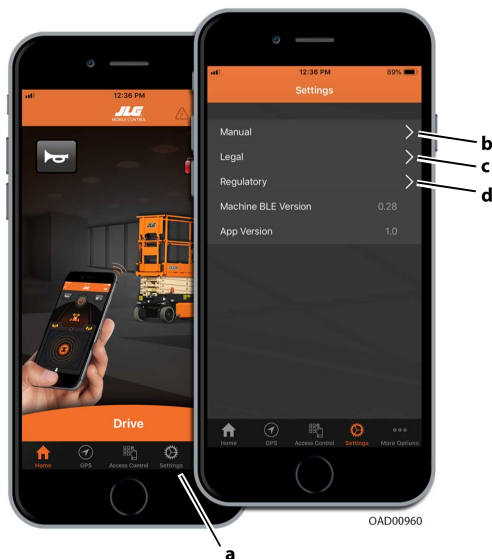 12:36 PM
JLG
MOBILE CONTROL
Drive
Home GPS Access Control Settings
12:36 PM 89%
Settings
Manual
Legal
Regulatory
Machine BLE Version 0.28
App Version 1.0
Home GPS Access Control Settings More Options
b
c
d
OAD00960
a